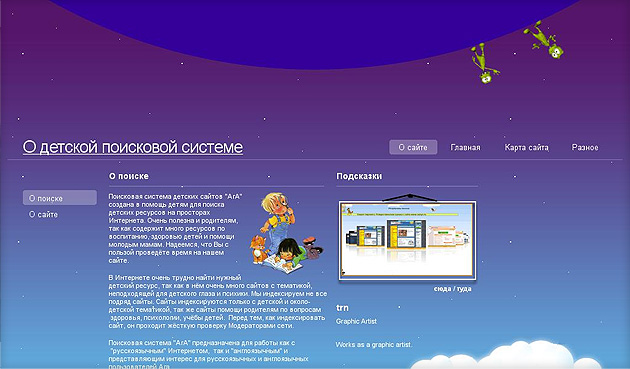 О детской поисковой системе
О сайте
Главная
Карта сайта
Разное
О поиске
О сайте
О поиске
Поисковая система детских сайтов "АгА"
создана в помощь детям для поиска
детских ресурсов на просторах
Интернета. Очень полезна и родителям,
так как содержит много ресурсов по
воспитанию, здоровью детей и помощи
молодым мамам. Надеемся, что Вы с
пользой проведёте время на нашем
сайте.
В Интернете очень трудно найти нужный
детский ресурс, так как в нём очень много сайтов с тематикой,
неподходящей для детского глаза и психики. Мы индексируем не все
подряд сайты. Сайты индексируются только с детской и около-
детской тематикой, так же сайты помощи родителям по вопросам
здоровья, психологии, учёбы детей. Перед тем, как индексировать
сайт, он проходит жёсткую проверку Модераторами сети.
Поисковая система "АгА" предназначена для работы как с
"русскоязычным" Интернетом, так и "англоязычным" и
представляющим интерес для русскоязычных и англоязычных
пользователей Ага
Подсказки
сюда / туда
trn
Graphic Artist
Works as a graphic artist.